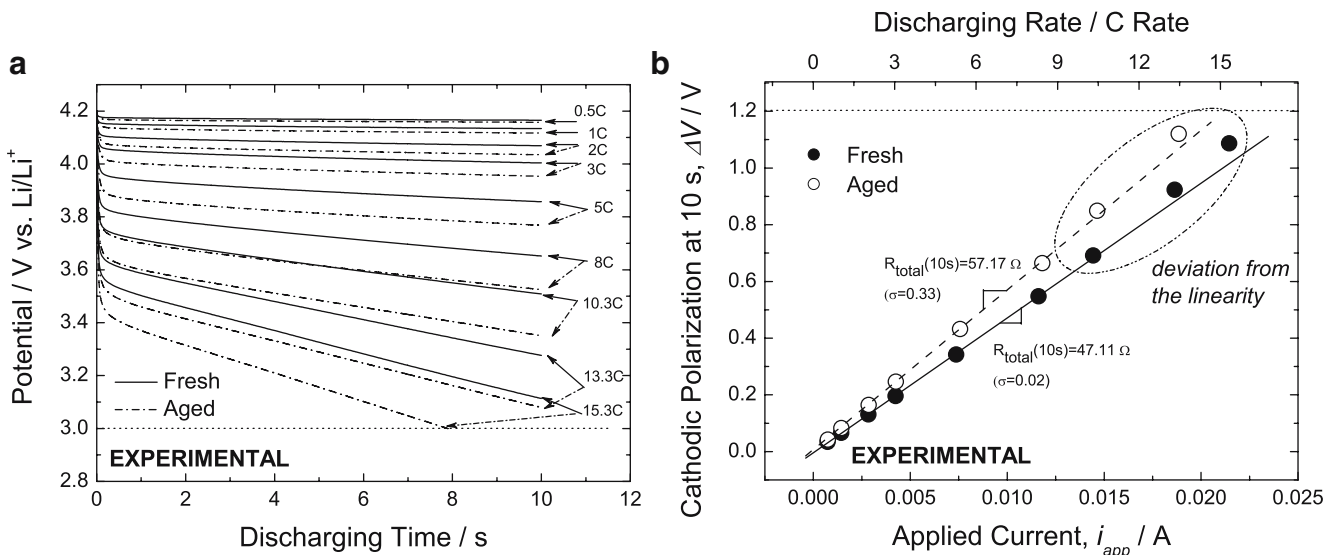 a
4.2
4.0
3.8
3.6
3.4
3.2
3.0
2.8
Potential / V vs. Li/Li⁺
0.5C
1C
2C
3C
5C
8C
10.3C
13.3C
15.3C
Fresh
Aged
EXPERIMENTAL
0 2 4 6 8 10 12
Discharging Time / s
b
Discharging Rate / C Rate
0 3 6 9 12 15
1.2
1.0
0.8
0.6
0.4
0.2
0.0
Cathodic Polarization at 10 s, ΔV / V
Fresh
Aged
R_total(10s)=57.17 Ω
(σ=0.33)
deviation from
the linearity
R_total(10s)=47.11 Ω
(σ=0.02)
EXPERIMENTAL
0.000 0.005 0.010 0.015 0.020 0.025
Applied Current, i_app / A